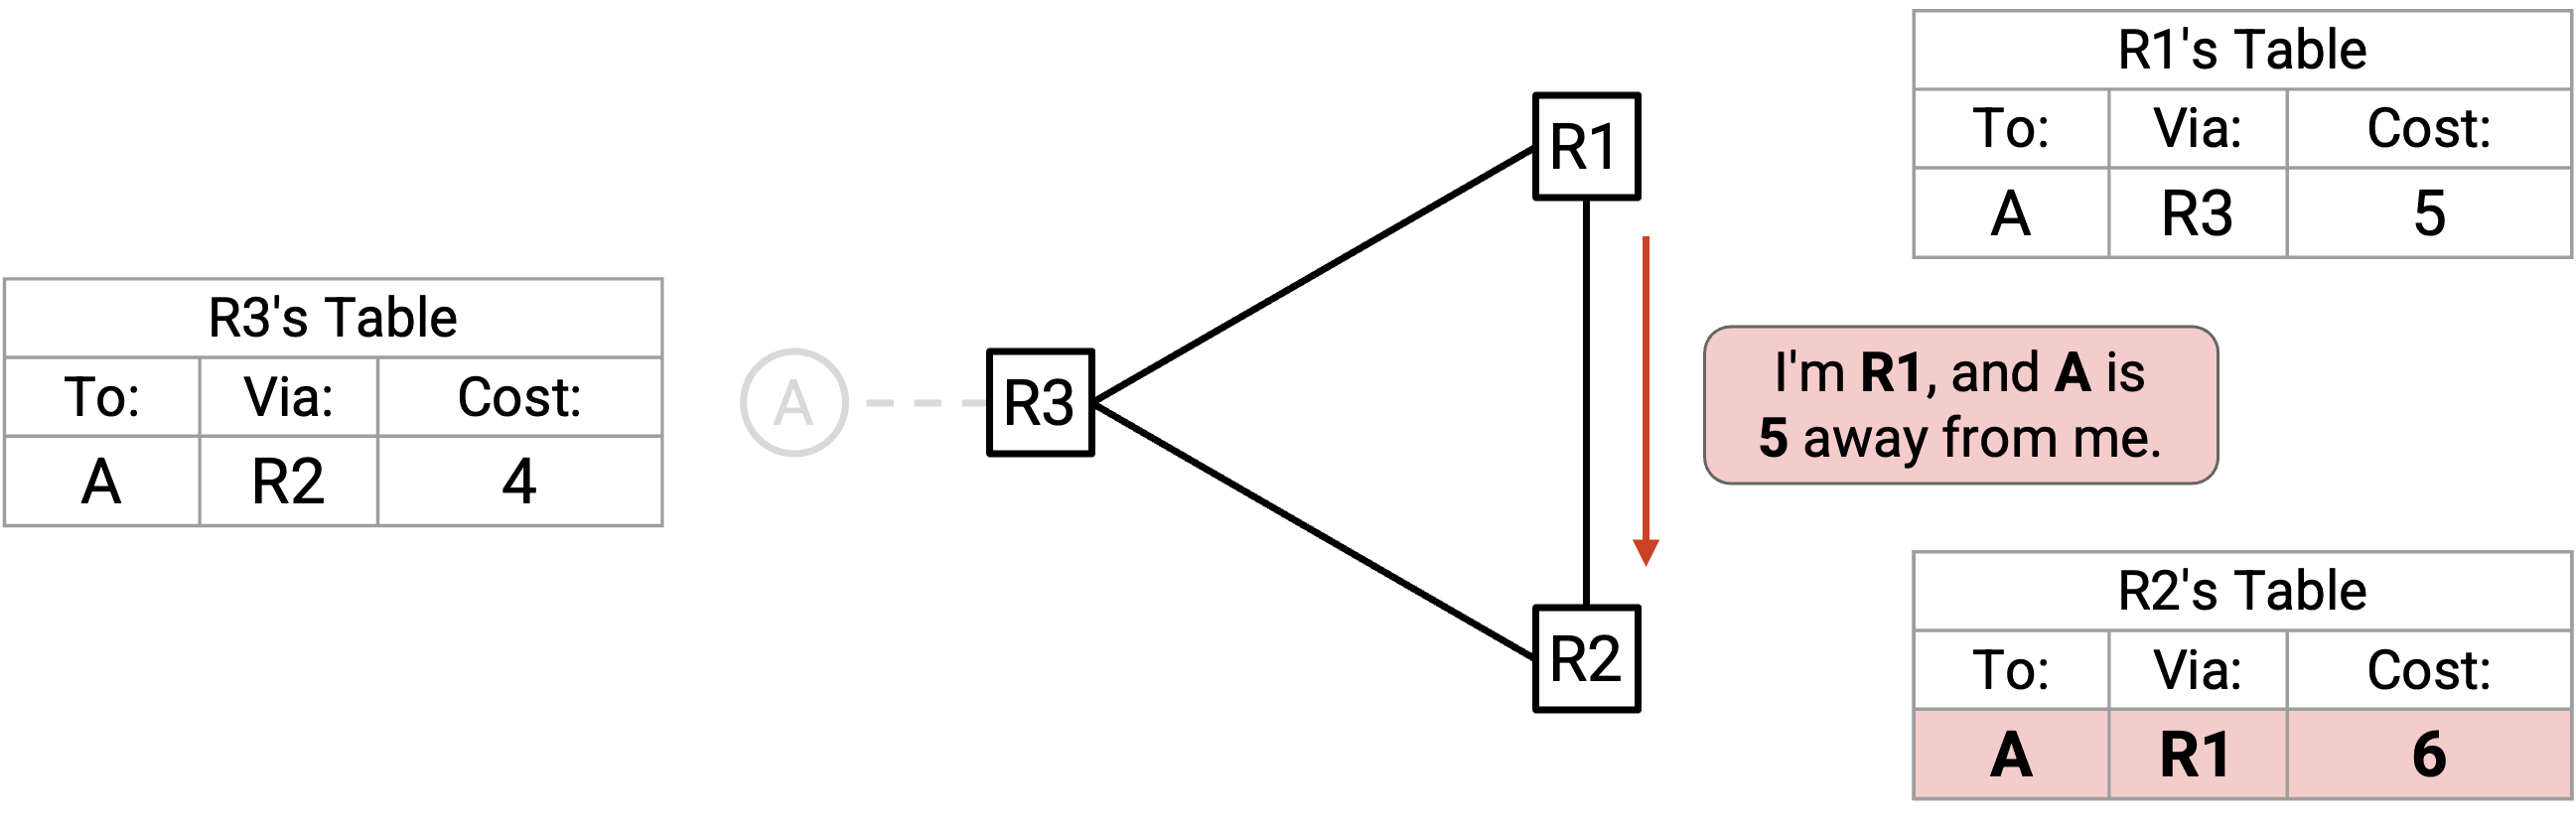 R3's Table
To: Via: Cost:
A R2 4
A
R3
R1
R2
I'm R1, and A is
5 away from me.
R1's Table
To: Via: Cost:
A R3 5
R2's Table
To: Via: Cost:
A R1 6